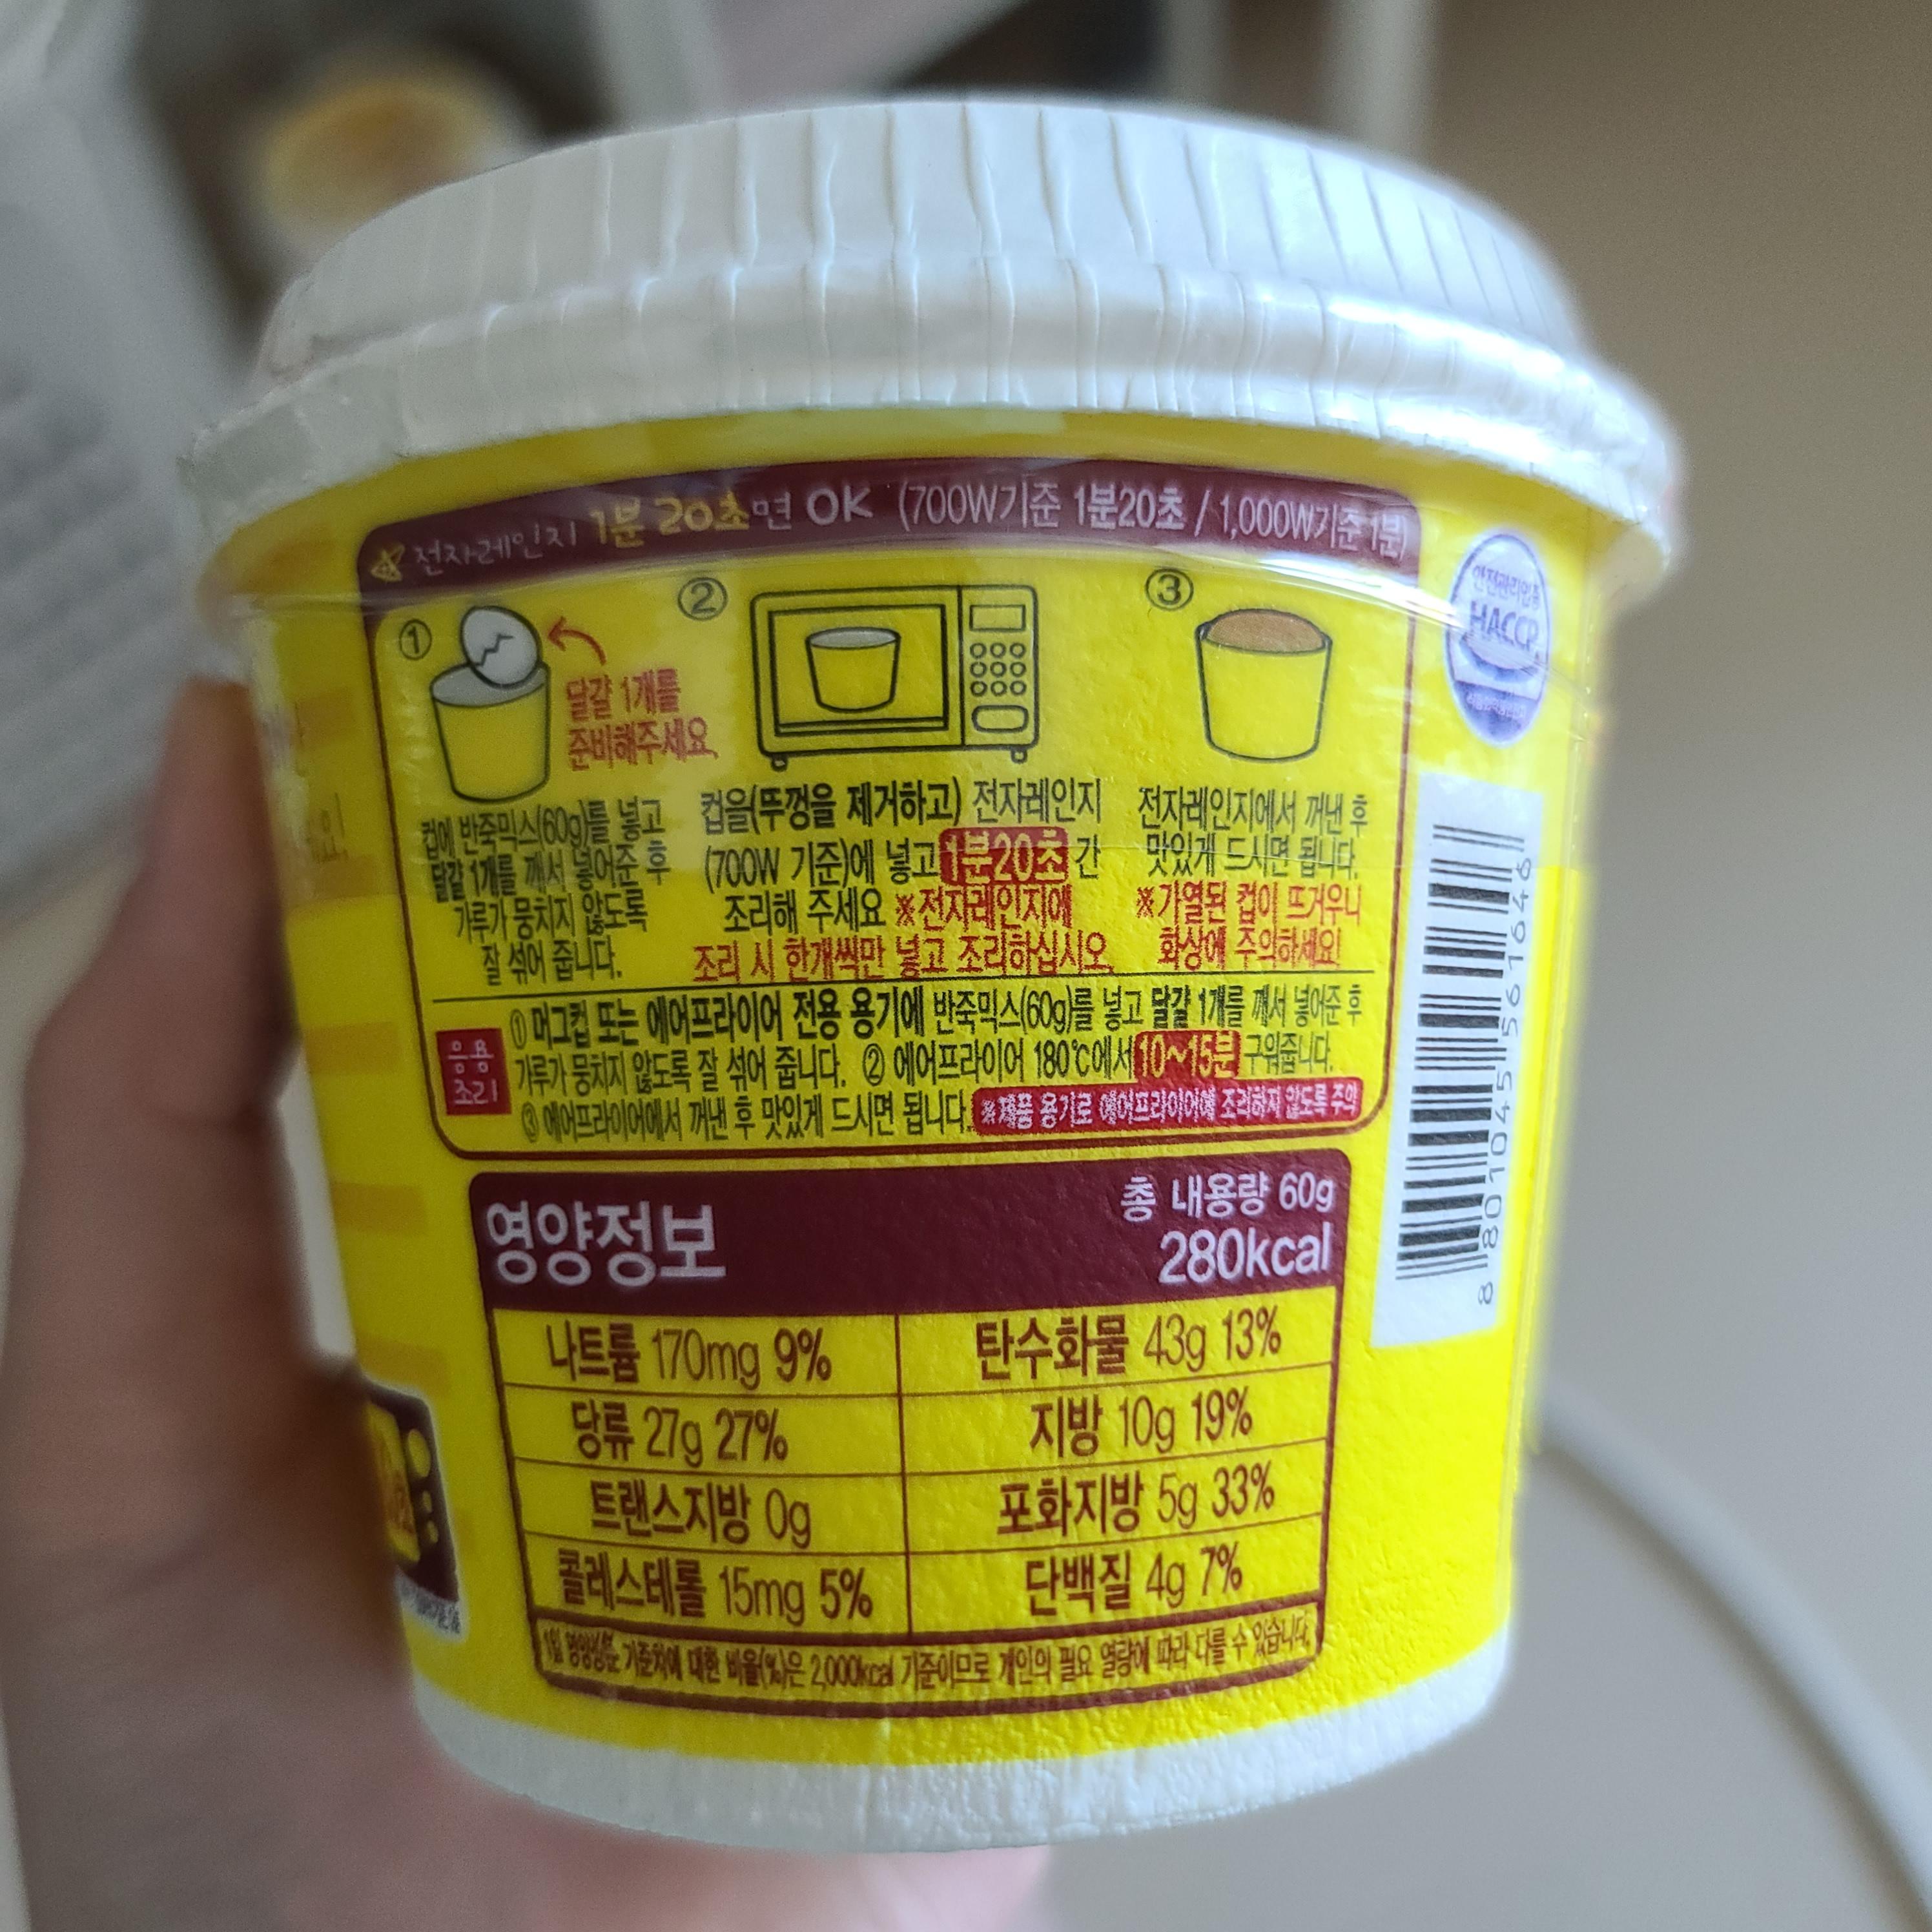 전자레인지 1분 20초면 OK (700W기준 1분20초 / 1,000W기준 1분)
①
달걀 1개를
준비해주세요
컵에 반죽믹스(60g)를 넣고
달걀 1개를 깨서 넣어준 후
가루가 뭉치지 않도록
잘 섞어 줍니다.
②
컵을(뚜껑을 제거하고) 전자레인지
(700W 기준)에 넣고 1분20초 간
조리해 주세요 ※전자레인지에
조리 시 한개씩만 넣고 조리하십시오.
③
전자레인지에서 꺼낸 후
맛있게 드시면 됩니다.
※가열된 컵이 뜨거우니
화상에 주의하세요!
응용
조리
① 머그컵 또는 에어프라이어 전용 용기에 반죽믹스(60g)를 넣고 달걀 1개를 깨서 넣어준 후
가루가 뭉치지 않도록 잘 섞어 줍니다. ② 에어프라이어 180℃에서 10~15분 구워줍니다.
③ 에어프라이어에서 꺼낸 후 맛있게 드시면 됩니다. ※제품 용기로 에어프라이어에 조리하지 않도록 주의
안전관리인증
HACCP
8 801045 561646
영양정보
총 내용량 60g
280kcal
나트륨 170mg 9%
탄수화물 43g 13%
당류 27g 27%
지방 10g 19%
트랜스지방 0g
포화지방 5g 33%
콜레스테롤 15mg 5%
단백질 4g 7%
1일 영양성분 기준치에 대한 비율(%)은 2,000kcal 기준이므로 개인의 필요 열량에 따라 다를 수 있습니다.